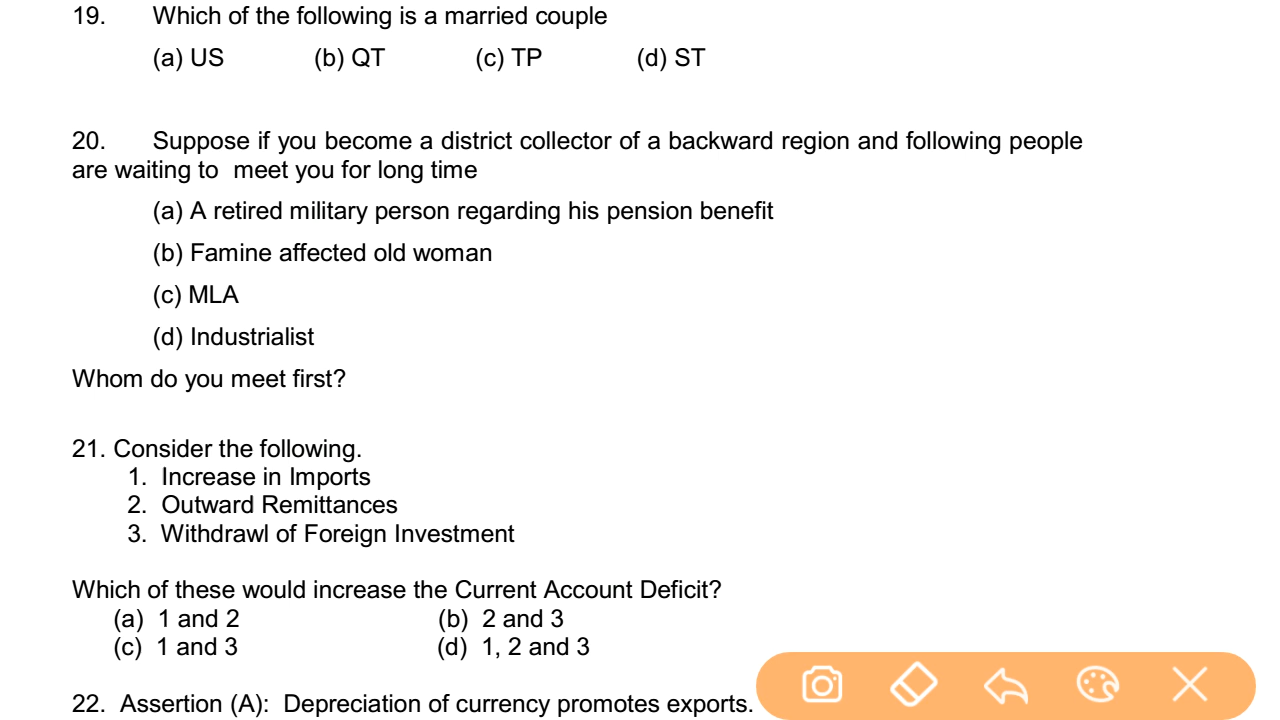 19. Which of the following is a married couple
(a) US (b) QT (c) TP (d) ST
20. Suppose if you become a district collector of a backward region and following people
are waiting to meet you for long time
(a) A retired military person regarding his pension benefit
(b) Famine affected old woman
(c) MLA
(d) Industrialist
Whom do you meet first?
21. Consider the following.
1. Increase in Imports
2. Outward Remittances
3. Withdrawl of Foreign Investment
Which of these would increase the Current Account Deficit?
(a) 1 and 2 (b) 2 and 3
(c) 1 and 3 (d) 1, 2 and 3
22. Assertion (A): Depreciation of currency promotes exports.